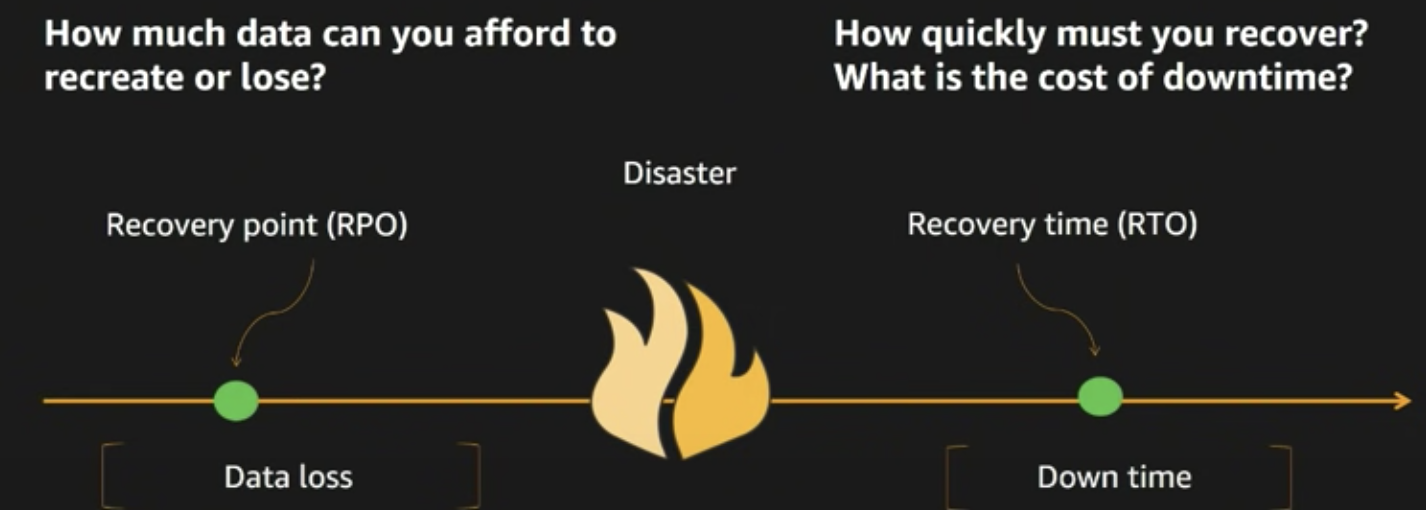 How much data can you afford to
recreate or lose?
How quickly must you recover?
What is the cost of downtime?
Disaster
Recovery point (RPO)
Recovery time (RTO)
Data loss
Down time